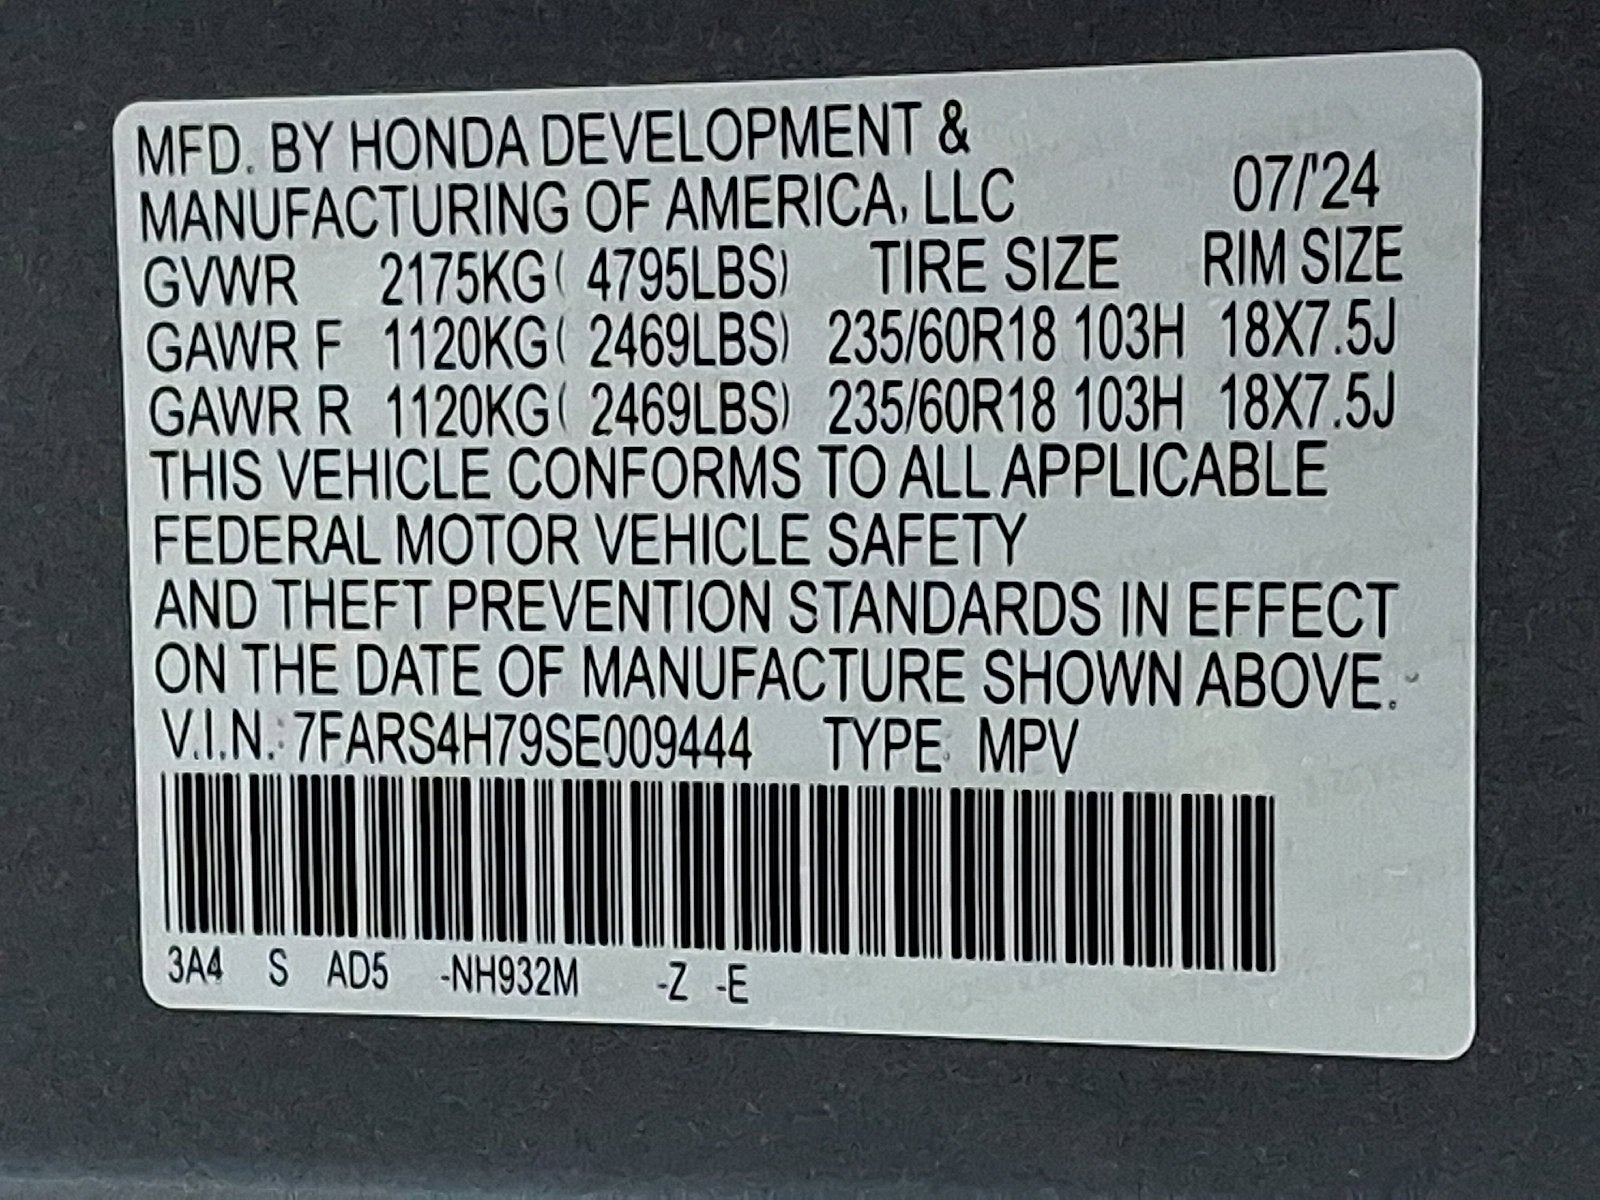 MFD. BY HONDA DEVELOPMENT &
MANUFACTURING OF AMERICA, LLC 07/'24
GVWR 2175KG( 4795LBS) TIRE SIZE RIM SIZE
GAWR F 1120KG( 2469LBS) 235/60R18 103H 18X7.5J
GAWR R 1120KG( 2469LBS) 235/60R18 103H 18X7.5J
THIS VEHICLE CONFORMS TO ALL APPLICABLE
FEDERAL MOTOR VEHICLE SAFETY
AND THEFT PREVENTION STANDARDS IN EFFECT
ON THE DATE OF MANUFACTURE SHOWN ABOVE.
V.I.N.: 7FARS4H79SE009444 TYPE: MPV
3A4 S AD5 -NH932M -Z -E